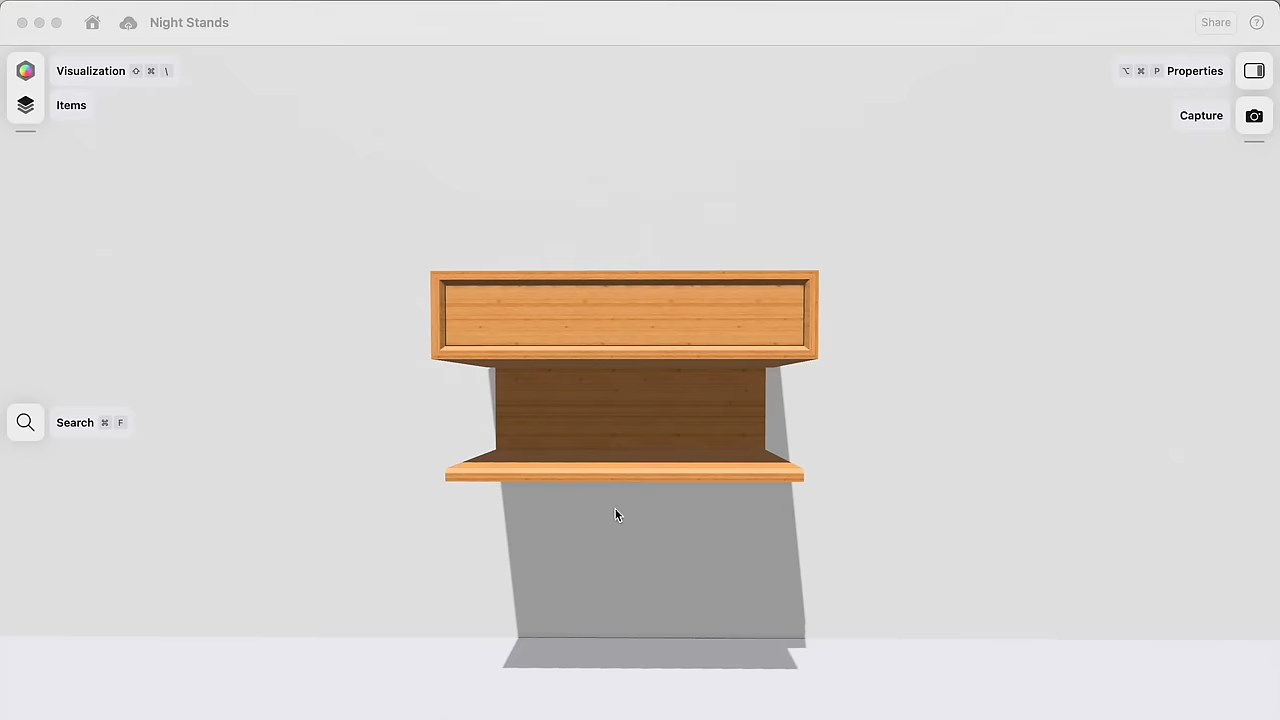 Night Stands
Share
Visualization ⇧ ⌘ \
⌥ ⌘ P Properties
Items
Capture
Search ⌘ F